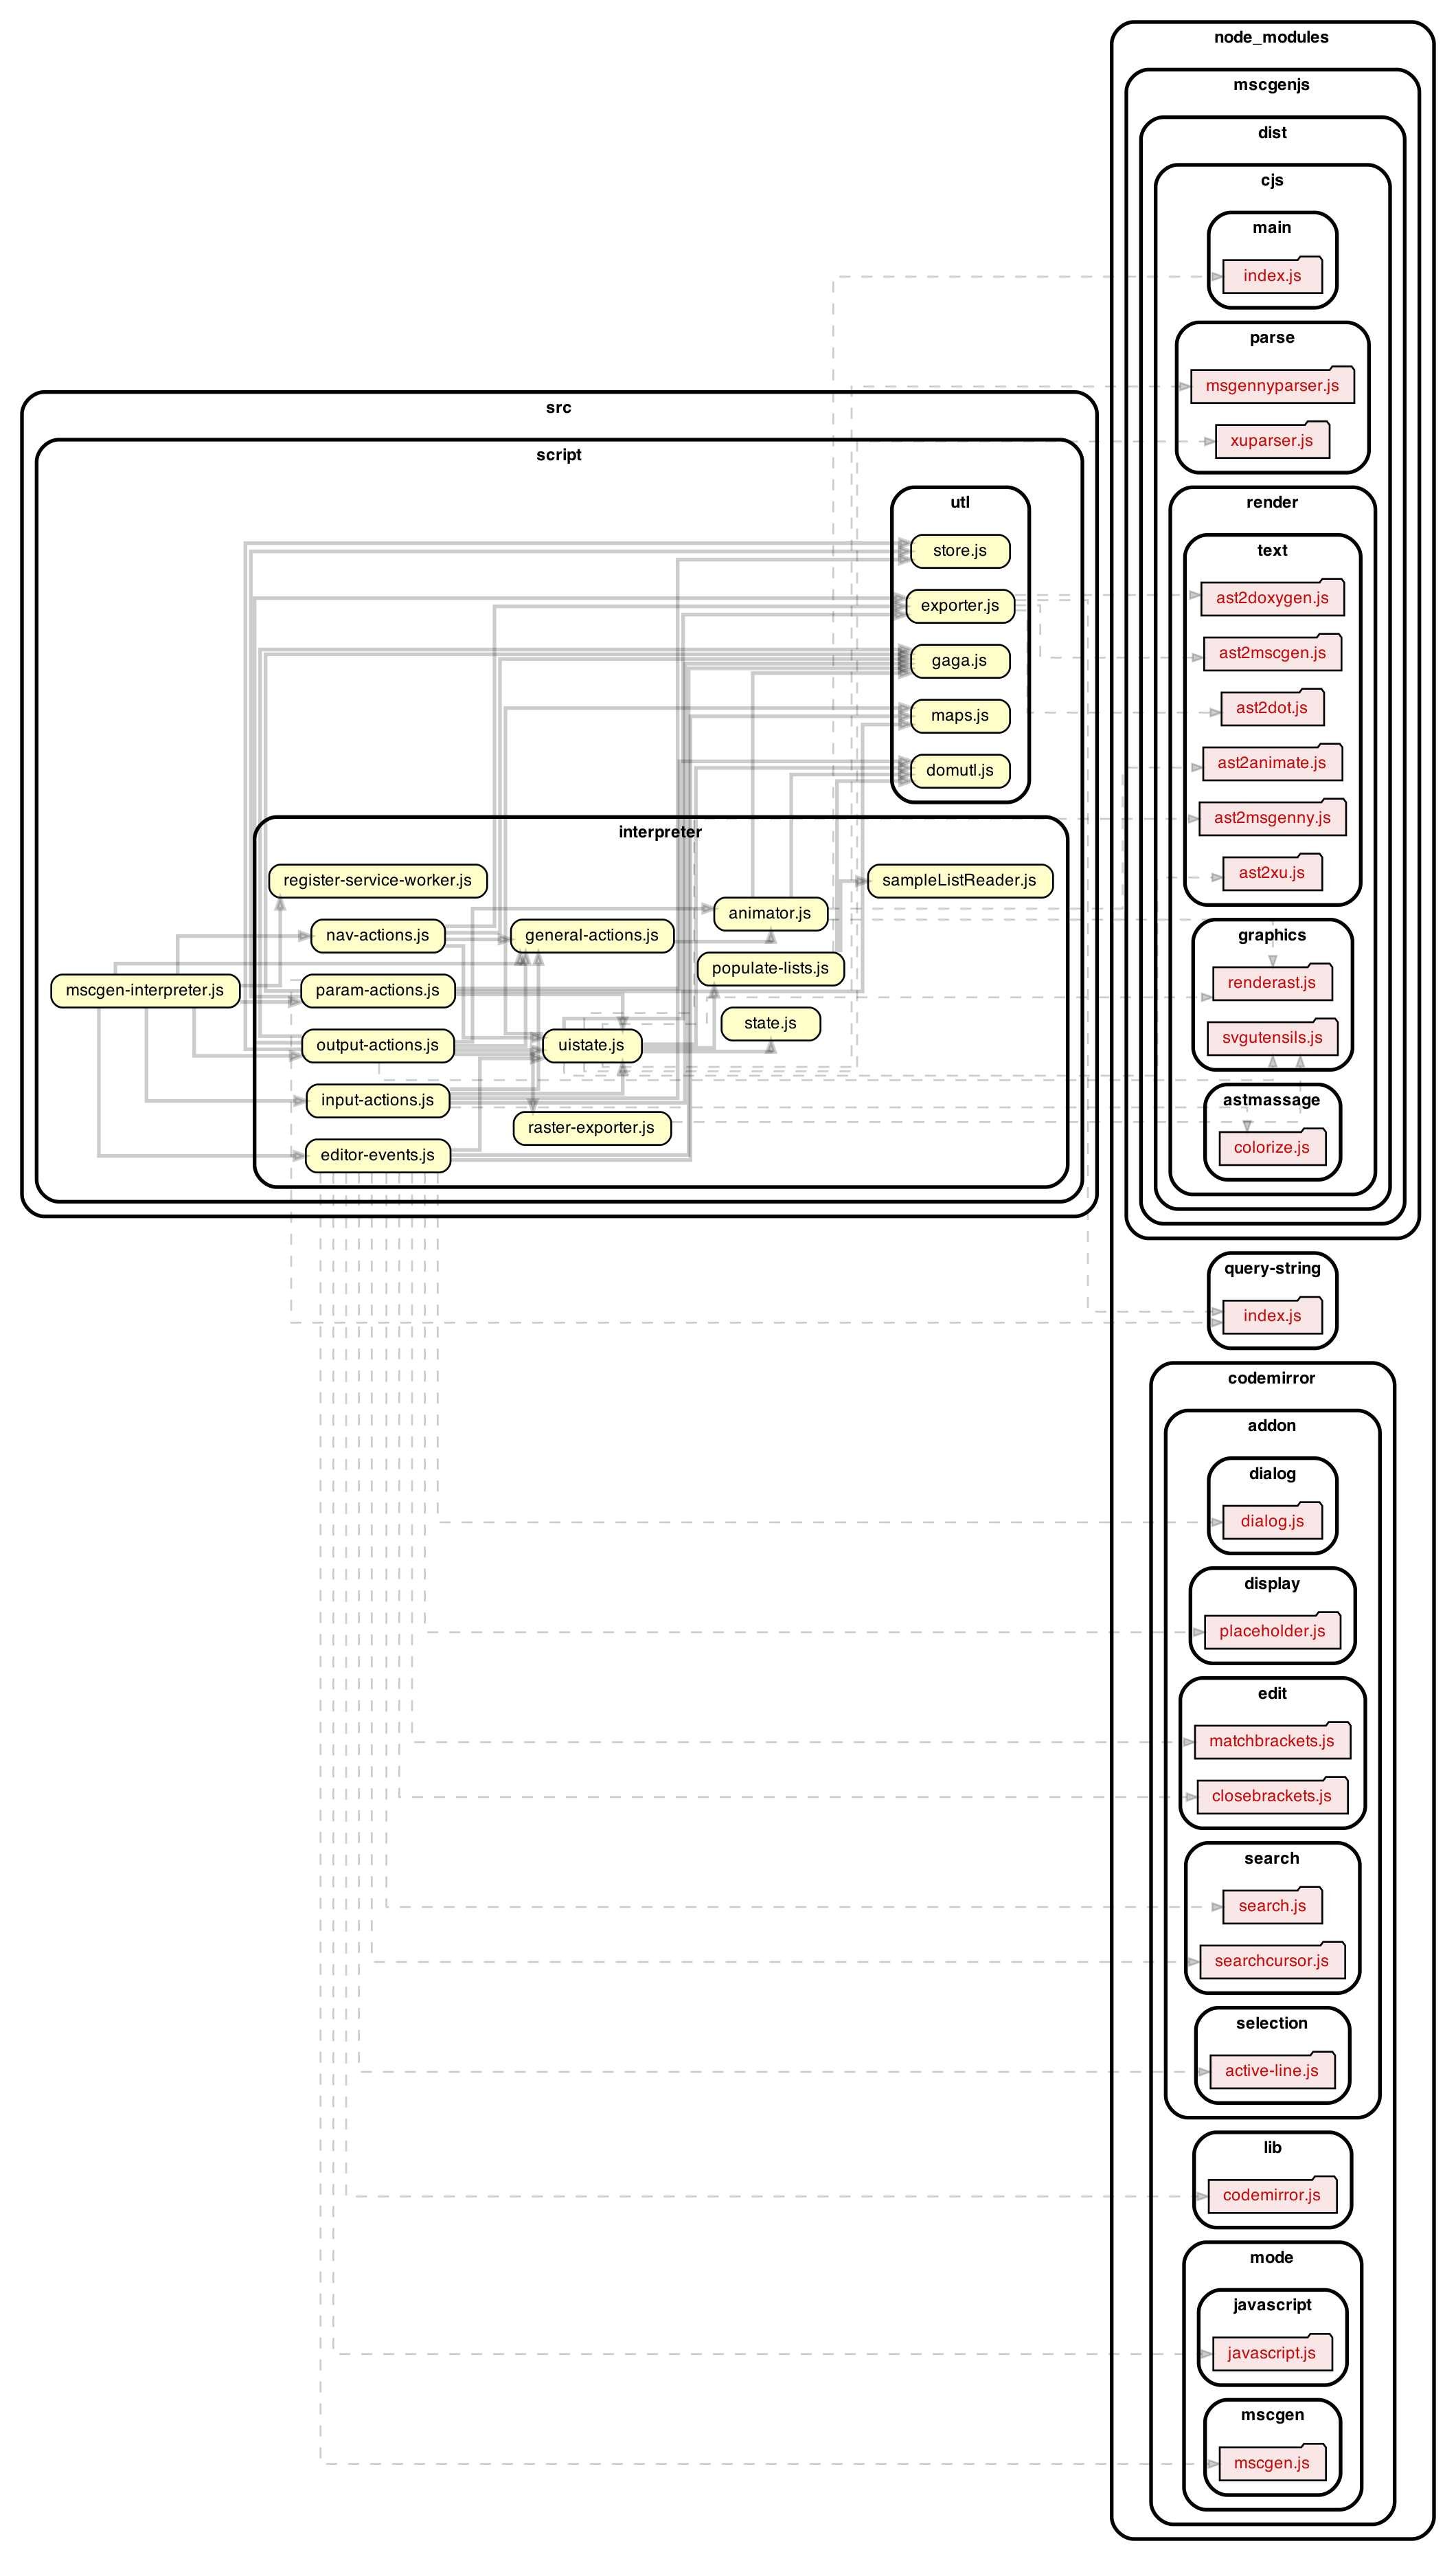 node_modules
mscgenjs
dist
cjs
main
index.js
parse
msgennyparser.js
xuparser.js
render
text
ast2doxygen.js
ast2mscgen.js
ast2dot.js
ast2animate.js
ast2msgenny.js
ast2xu.js
graphics
renderast.js
svgutensils.js
astmassage
colorize.js
query-string
index.js
codemirror
addon
dialog
dialog.js
display
placeholder.js
edit
matchbrackets.js
closebrackets.js
search
search.js
searchcursor.js
selection
active-line.js
lib
codemirror.js
mode
javascript
javascript.js
mscgen
mscgen.js
src
script
utl
store.js
exporter.js
gaga.js
maps.js
domutl.js
interpreter
register-service-worker.js
sampleListReader.js
animator.js
nav-actions.js
general-actions.js
populate-lists.js
mscgen-interpreter.js
param-actions.js
state.js
output-actions.js
uistate.js
input-actions.js
raster-exporter.js
editor-events.js